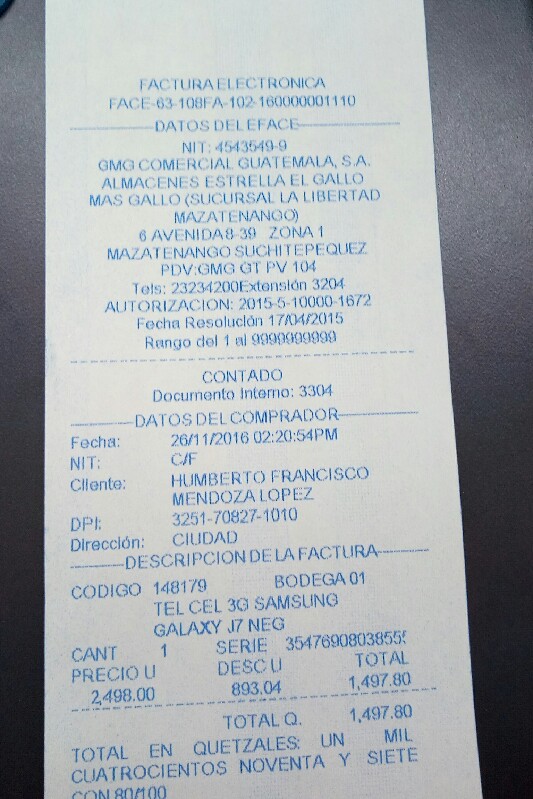 FACTURA ELECTRONICA
FACE-63-108FA-102-160000001110
DATOS DEL EFACE
NIT: 4543549-9
GMG COMERCIAL GUATEMALA, S.A.
ALMACENES ESTRELLA EL GALLO
MAS GALLO (SUCURSAL LA LIBERTAD
MAZATENANGO)
6 AVENIDA 8-39 ZONA 1
MAZATENANGO SUCHITEPEQUEZ
PDV:GMG GT PV 104
Tels: 23234200Extensión 3204
AUTORIZACION: 2015-5-10000-1672
Fecha Resolución 17/04/2015
Rango del 1 al 9999999999
CONTADO
Documento Interno: 3304
DATOS DEL COMPRADOR
Fecha: 26/11/2016 02:20:54PM
NIT: C/F
Cliente: HUMBERTO FRANCISCO
MENDOZA LOPEZ
DPI: 3251-70827-1010
Dirección: CIUDAD
DESCRIPCION DE LA FACTURA
CODIGO 148179 BODEGA 01
TEL CEL 3G SAMSUNG
GALAXY J7 NEG
CANT 1 SERIE 35476908038555
PRECIO U DESC U TOTAL
2,498.00 893.04 1,497.80
TOTAL Q. 1,497.80
TOTAL EN QUETZALES: UN MIL
CUATROCIENTOS NOVENTA Y SIETE
CON 80/100